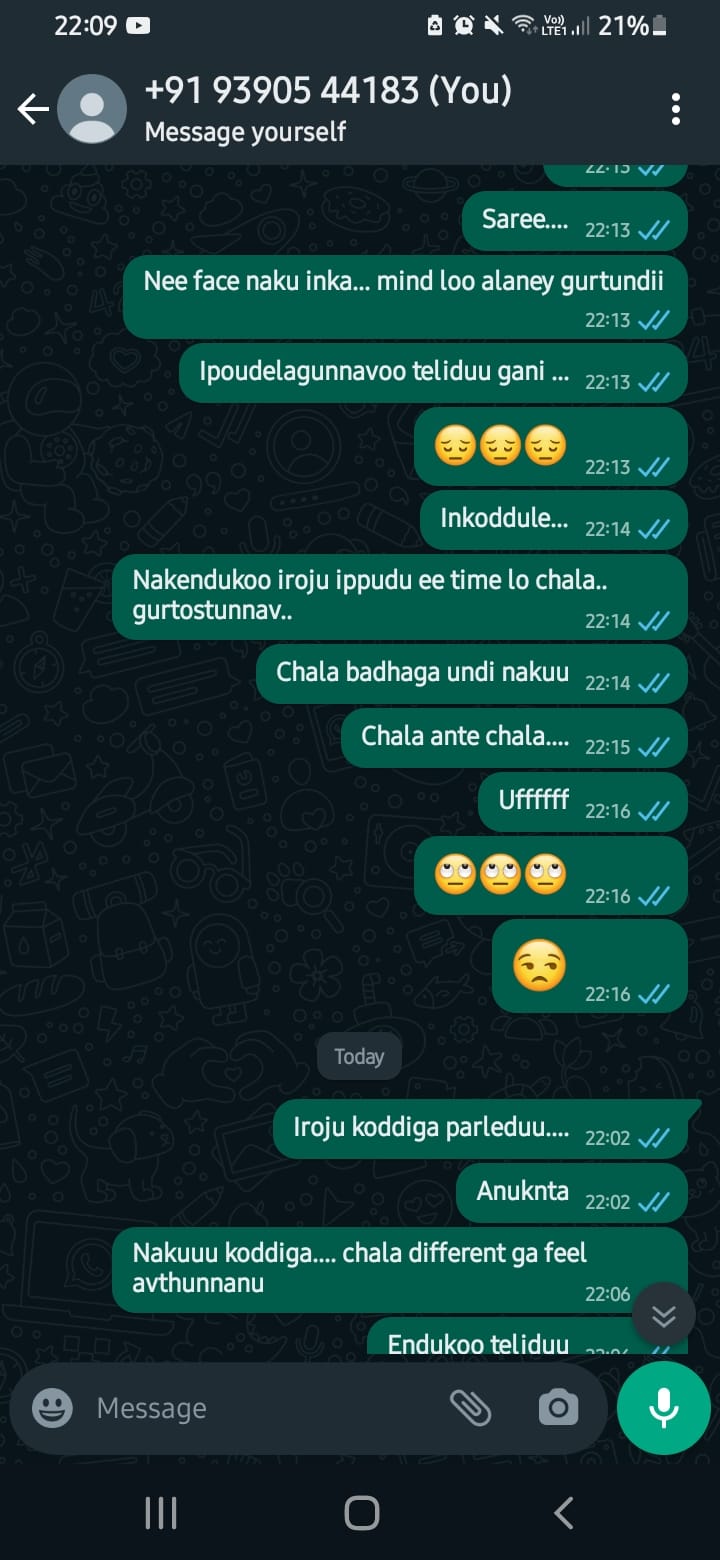 22:09
Vo))
LTE1
21%
+91 93905 44183 (You)
Message yourself
22:13
Saree.... 22:13
Nee face naku inka... mind loo alaney gurtundii
22:13
Ipoudelagunnavoo teliduu gani ... 22:13
😔😔😔 22:13
Inkoddule... 22:14
Nakendukoo iroju ippudu ee time lo chala..
gurtostunnav.. 22:14
Chala badhaga undi nakuu 22:14
Chala ante chala.... 22:15
Uffffff 22:16
🙄🙄🙄 22:16
😒 22:16
Today
Iroju koddiga parleduu.... 22:02
Anuknta 22:02
Nakuuu koddiga.... chala different ga feel
avthunnanu 22:06
Endukoo teliduu
Message